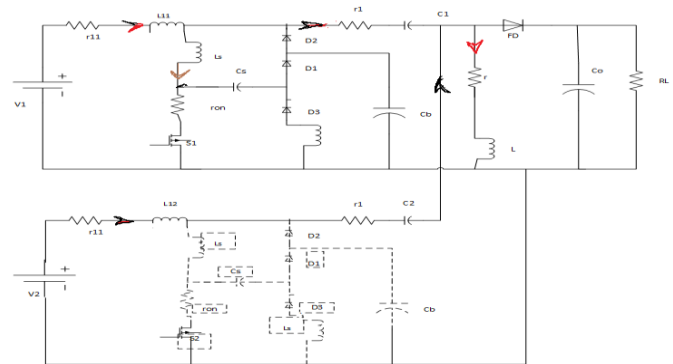 L11
r1
C1
r11
D2
FD
Ls
D1
Cs
r
Co
RL
V1
ron
D3
Cb
S1
L
L12
r1
C2
r11
D2
Ls
Cs
D1
V2
ron
D3
Cb
Ls
S2